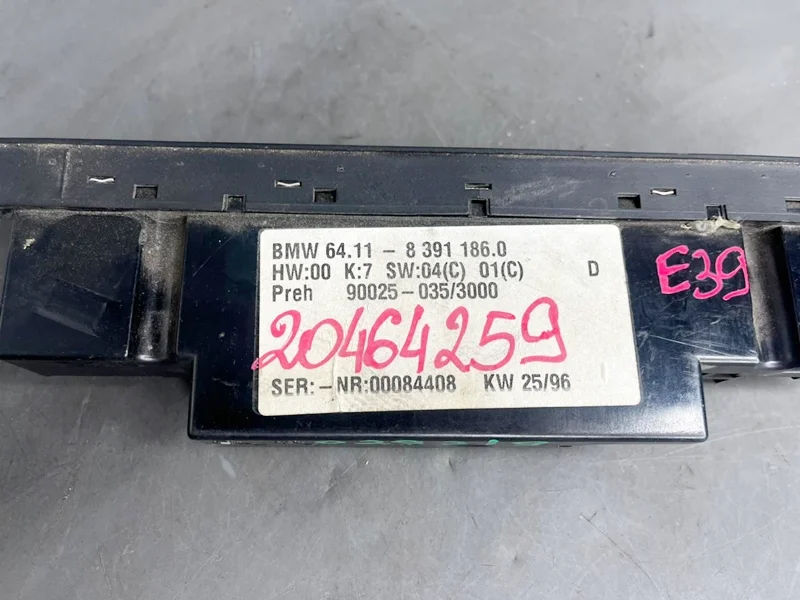 BMW 64.11 - 8 391 186.0
HW:00 K:7 SW:04(C) 01(C) D
E39
Preh 90025-035/3000
20464259
SER:-NR:00084408 KW 25/96